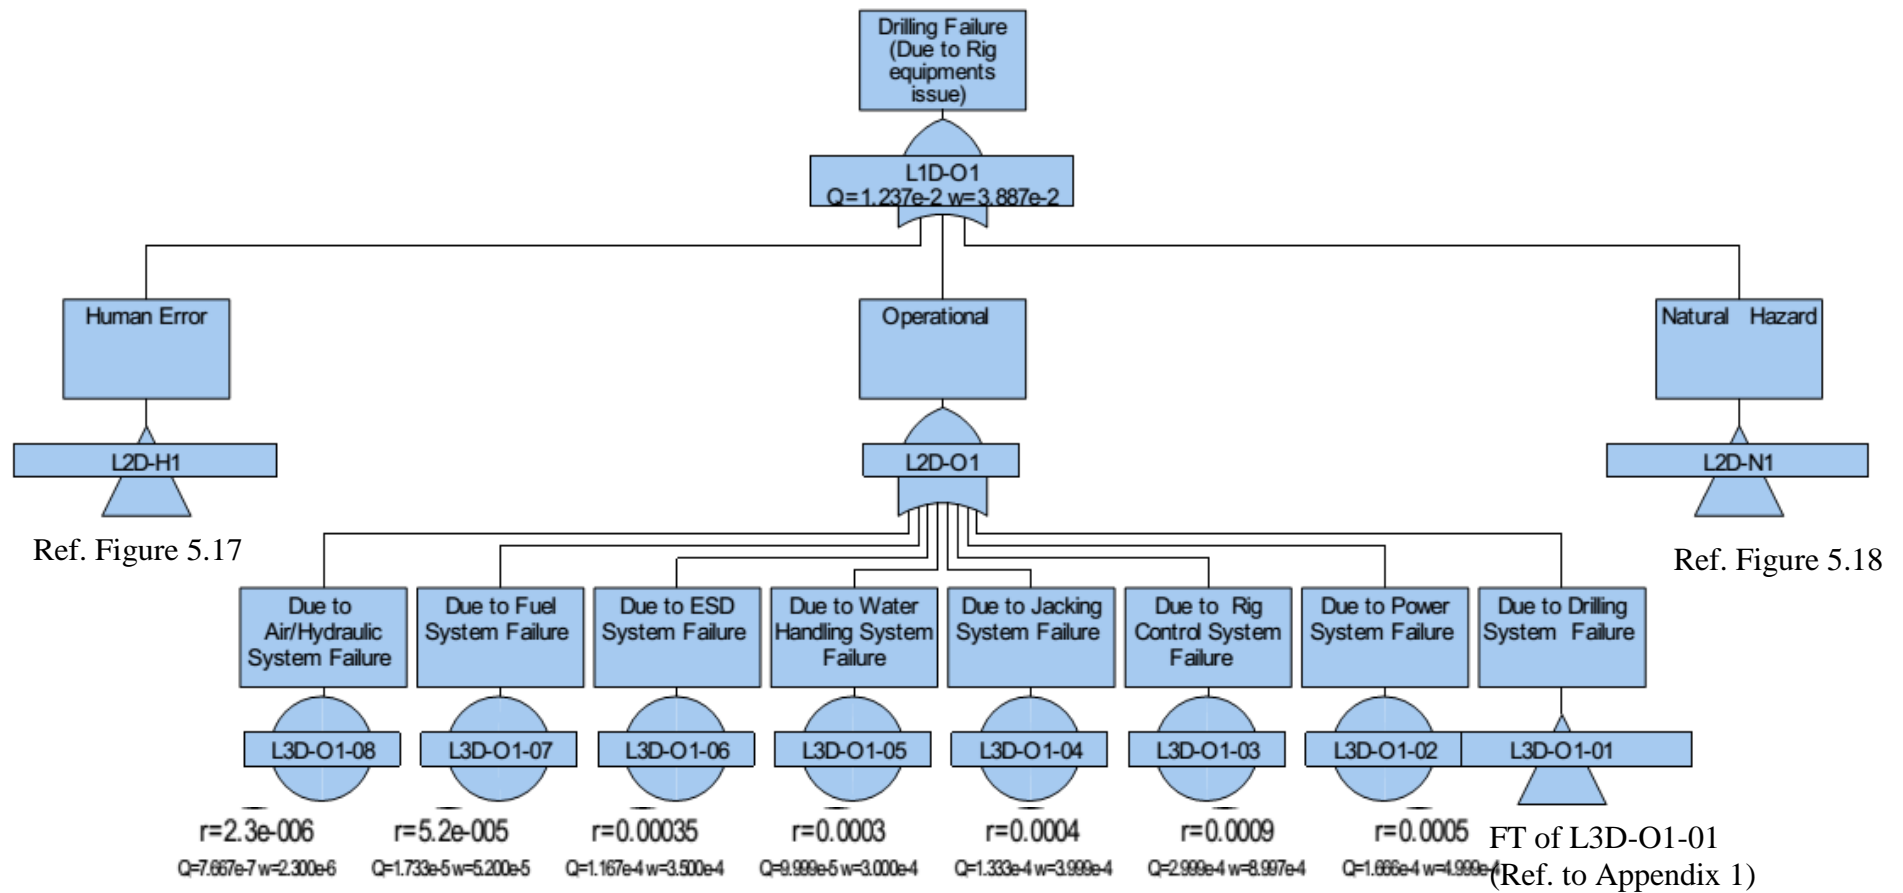 Drilling Failure
(Due to Rig
equipments
issue)
L1D-O1
Q=1.237e-2 w=3.887e-2
Human Error
Operational
Natural Hazard
L2D-H1
L2D-O1
L2D-N1
Ref. Figure 5.17
Ref. Figure 5.18
Due to
Air/Hydraulic
System Failure
Due to Fuel
System Failure
Due to ESD
System Failure
Due to Water
Handling System
Failure
Due to Jacking
System Failure
Due to Rig
Control System
Failure
Due to Power
System Failure
Due to Drilling
System Failure
L3D-O1-08
L3D-O1-07
L3D-O1-06
L3D-O1-05
L3D-O1-04
L3D-O1-03
L3D-O1-02
L3D-O1-01
r=2.3e-006
r=5.2e-005
r=0.00035
r=0.0003
r=0.0004
r=0.0009
r=0.0005
Q=7.667e-7 w=2.300e-6
Q=1.733e-5 w=5.200e-5
Q=1.167e-4 w=3.500e-4
Q=9.999e-5 w=3.000e-4
Q=1.333e-4 w=3.999e-4
Q=2.999e-4 w=8.997e-4
Q=1.666e-4 w=4.999e-4
FT of L3D-O1-01
(Ref. to Appendix 1)